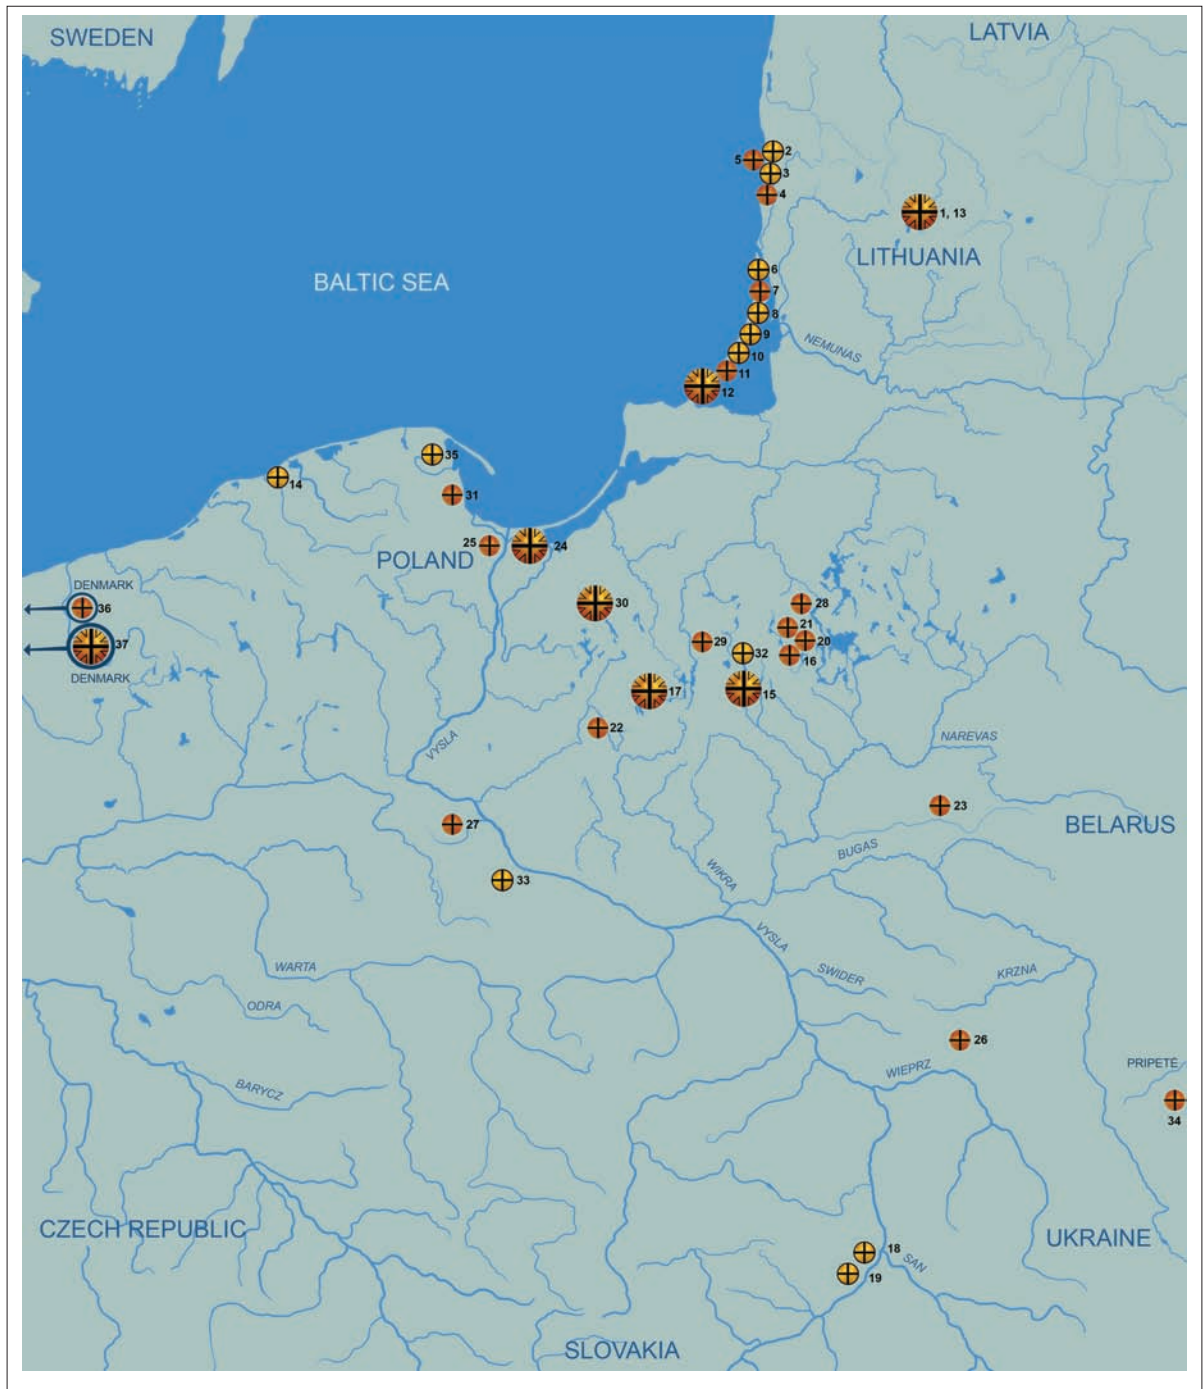 SWEDEN
LATVIA
2
5
3
4
1, 13
LITHUANIA
BALTIC SEA
6
7
8
9
NEMUNAS
10
11
12
35
14
31
25
24
POLAND
DENMARK
36
30
28
21
37
29
20
32
16
DENMARK
17
15
22
VYSLA
NAREVAS
23
27
BELARUS
BUGAS
WIKRA
33
VYSLA
WARTA
SWIDER
KRZNA
ODRA
26
PRIPETĖ
WIEPRZ
BARYCZ
34
CZECH REPUBLIC
UKRAINE
18
SAN
19
SLOVAKIA